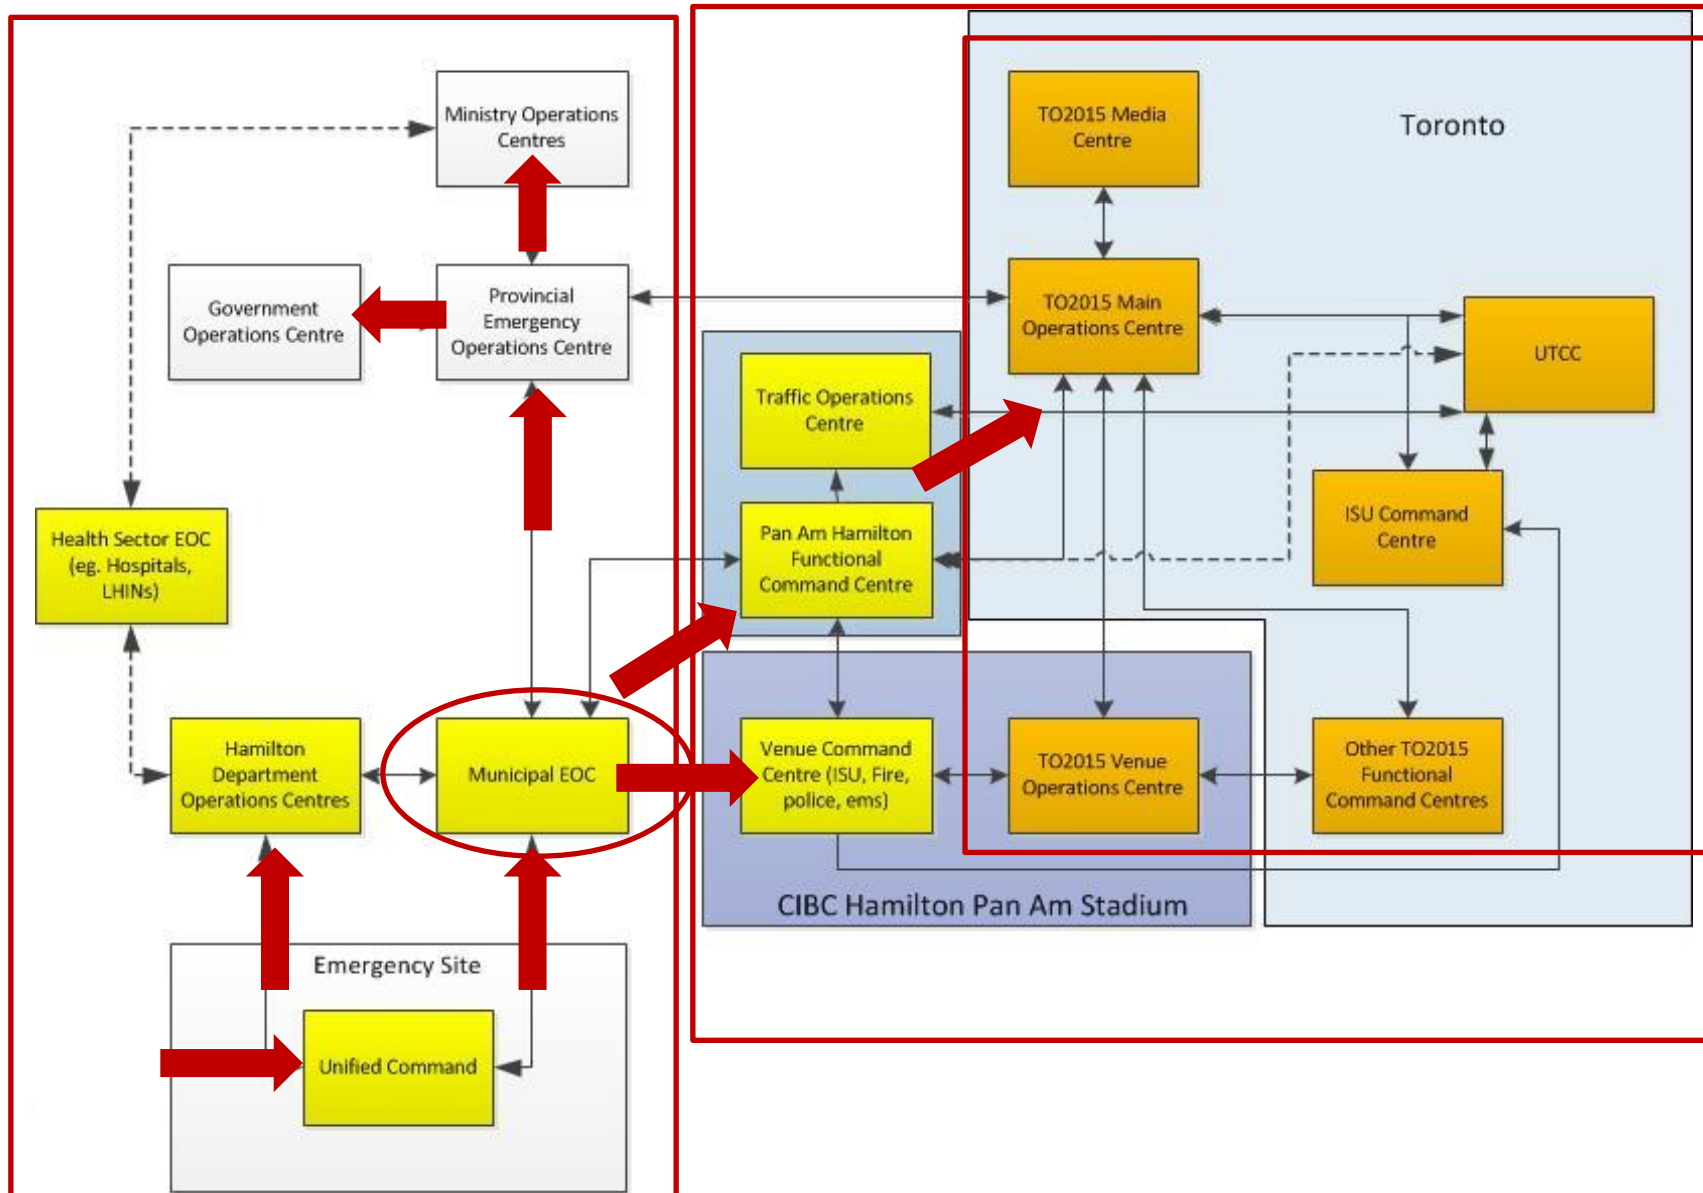 Ministry Operations
Centres
TO2015 Media
Centre
Toronto
Government
Operations Centre
Provincial
Emergency
Operations Centre
TO2015 Main
Operations Centre
UTCC
Traffic Operations
Centre
Health Sector EOC
(eg. Hospitals,
LHINs)
Pan Am Hamilton
Functional
Command Centre
ISU Command
Centre
Hamilton
Department
Operations Centres
Municipal EOC
Venue Command
Centre (ISU, Fire,
police, ems)
TO2015 Venue
Operations Centre
Other TO2015
Functional
Command Centres
CIBC Hamilton Pan Am Stadium
Emergency Site
Unified Command